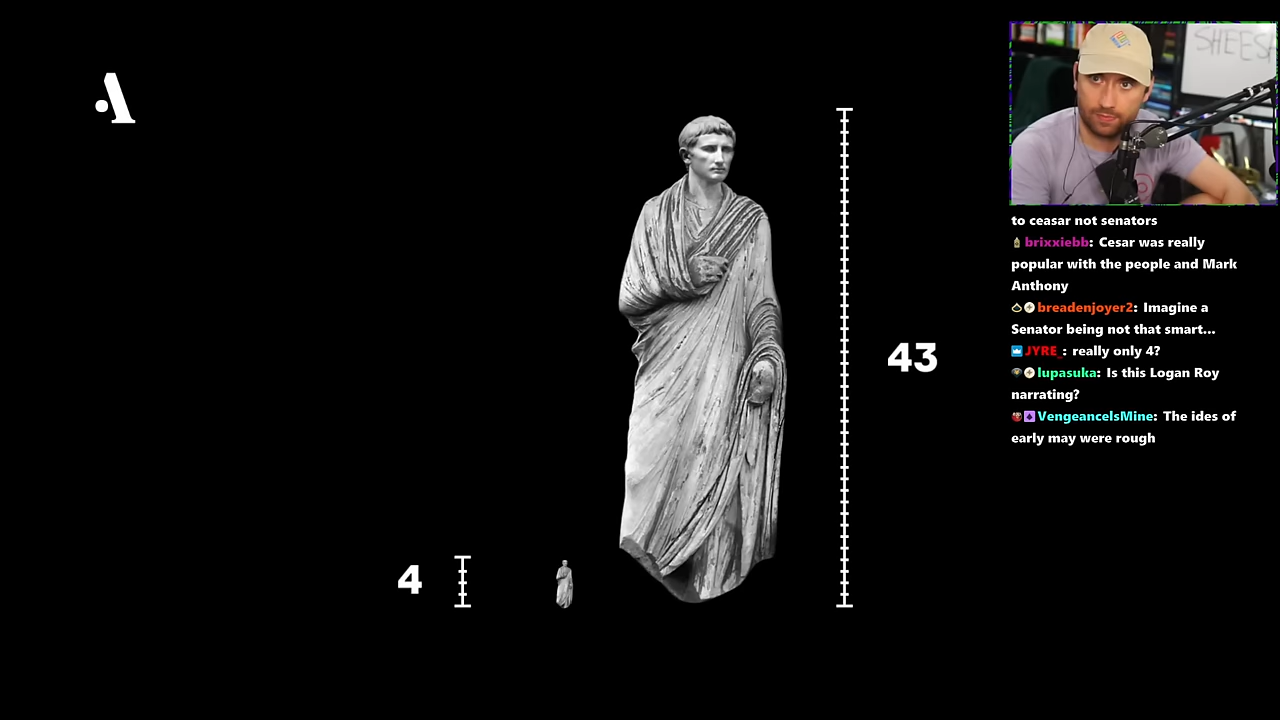 SHEESH
to ceasar not senators
brixxiebb: Cesar was really
popular with the people and Mark
Anthony
breadenjoyer2: Imagine a
Senator being not that smart...
JYRE_: really only 4?
lupasuka: Is this Logan Roy
narrating?
VengeanceIsMine: The ides of
early may were rough
43
4